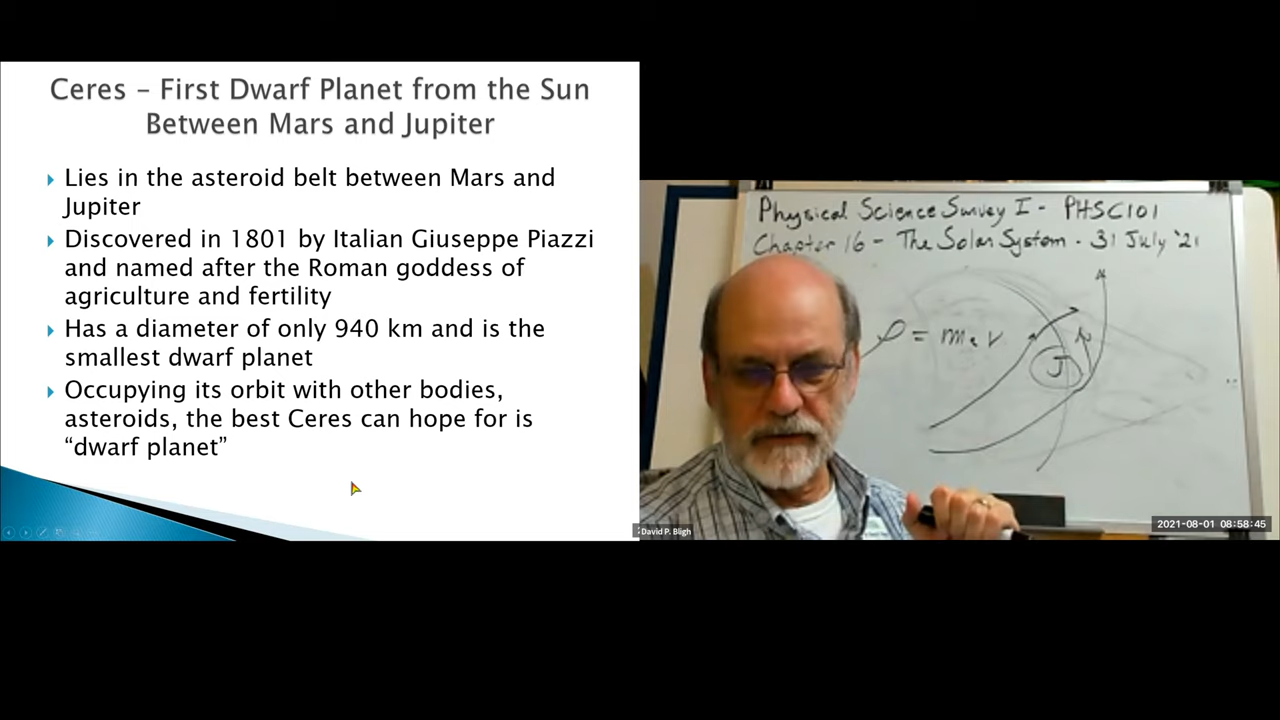 Ceres – First Dwarf Planet from the Sun
Between Mars and Jupiter
Lies in the asteroid belt between Mars and
Jupiter
Discovered in 1801 by Italian Giuseppe Piazzi
and named after the Roman goddess of
agriculture and fertility
Has a diameter of only 940 km and is the
smallest dwarf planet
Occupying its orbit with other bodies,
asteroids, the best Ceres can hope for is
“dwarf planet”
Physical Science Survey I - PHSC101
Chapter 16 - The Solar System - 31 July '21
J
David P. Bligh
2021-08-01 08:58:45